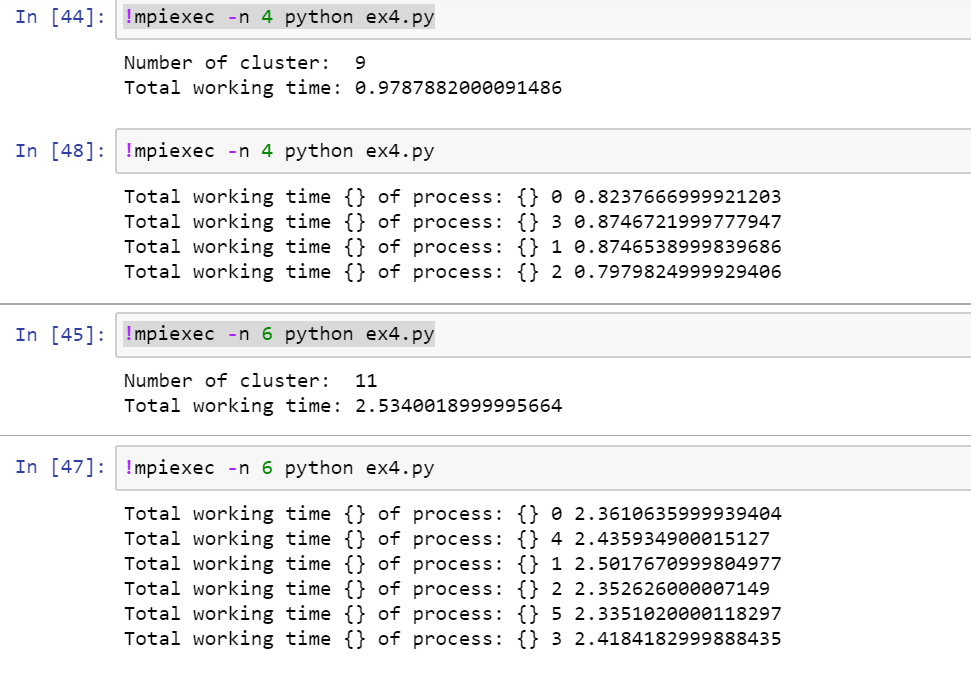 In [44]: !mpiexec -n 4 python ex4.py
Number of cluster:  9
Total working time: 0.9787882000091486
In [48]: !mpiexec -n 4 python ex4.py
Total working time {} of process: {} 0 0.8237666999921203
Total working time {} of process: {} 3 0.8746721999777947
Total working time {} of process: {} 1 0.8746538999839686
Total working time {} of process: {} 2 0.7979824999929406
In [45]: !mpiexec -n 6 python ex4.py
Number of cluster:  11
Total working time: 2.5340018999995664
In [47]: !mpiexec -n 6 python ex4.py
Total working time {} of process: {} 0 2.3610635999939404
Total working time {} of process: {} 4 2.435934900015127
Total working time {} of process: {} 1 2.5017670999804977
Total working time {} of process: {} 2 2.352626000007149
Total working time {} of process: {} 5 2.3351020000118297
Total working time {} of process: {} 3 2.4184182999888435